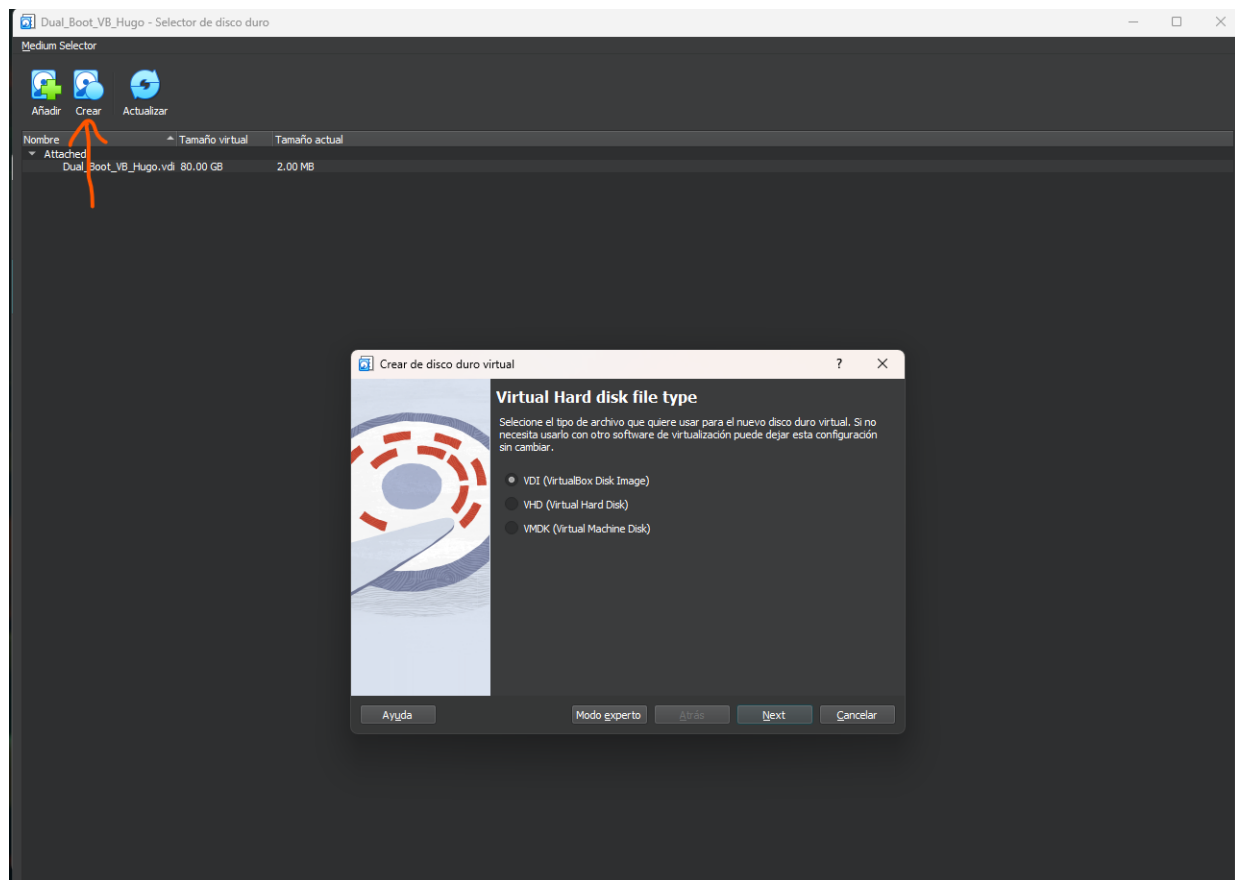 Dual_Boot_VB_Hugo - Selector de disco duro
Medium Selector
Añadir Crear Actualizar
Nombre Tamaño virtual Tamaño actual
Attached
Dual_Boot_VB_Hugo.vdi 80.00 GB 2.00 MB
Crear de disco duro virtual ?
Virtual Hard disk file type
Selecione el tipo de archivo que quiere usar para el nuevo disco duro virtual. Si no
necesita usarlo con otro software de virtualización puede dejar esta configuración
sin cambiar.
VDI (VirtualBox Disk Image)
VHD (Virtual Hard Disk)
VMDK (Virtual Machine Disk)
Ayuda Modo experto Atrás Next Cancelar